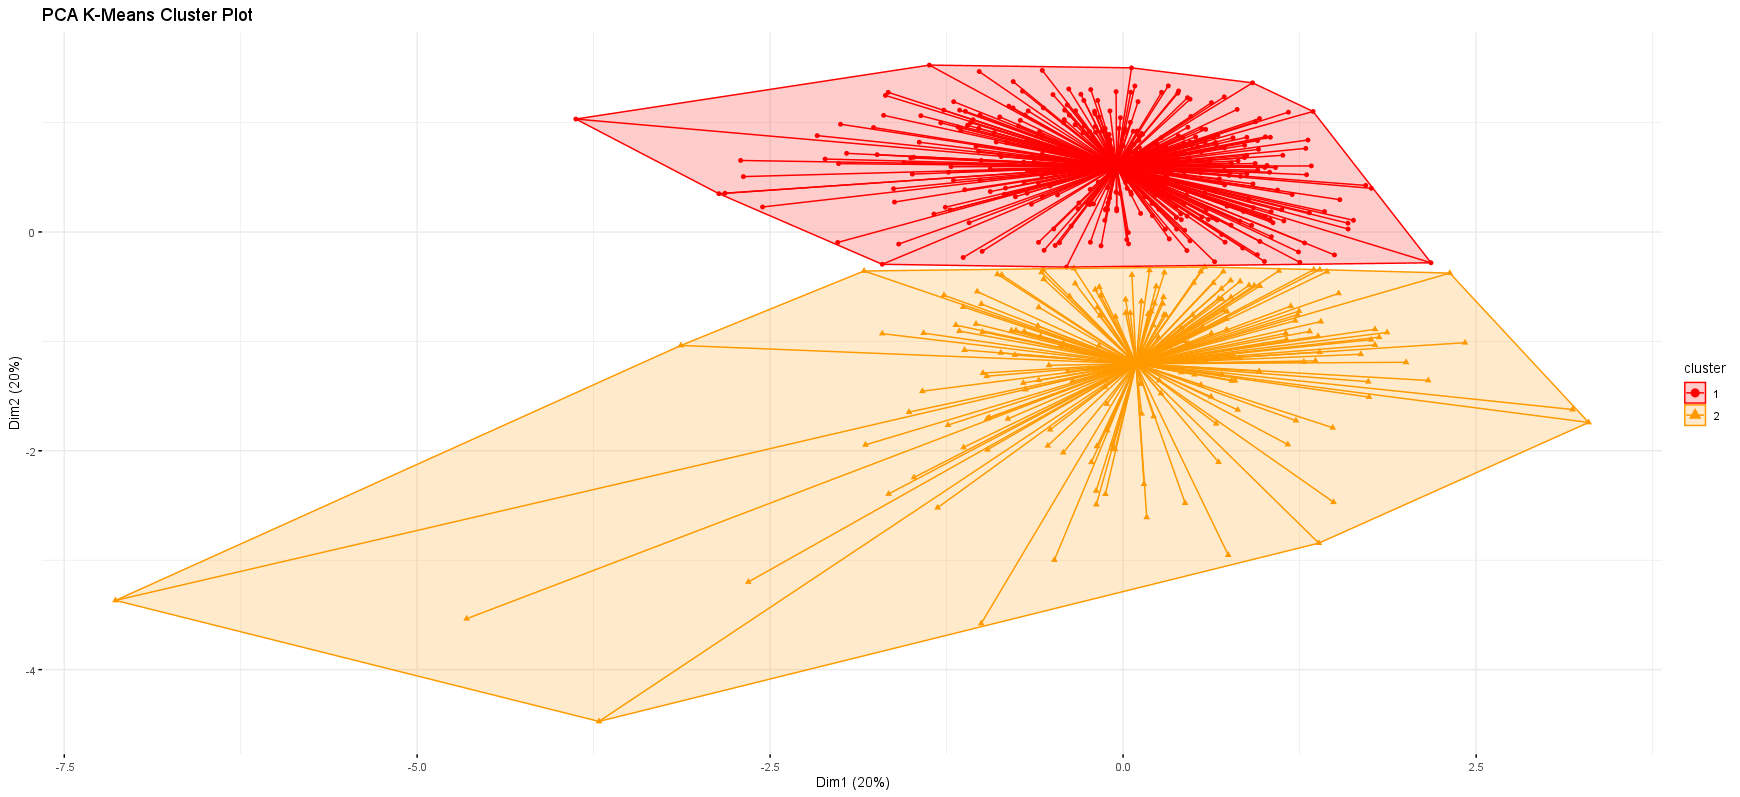 PCA K-Means Cluster Plot
0
-2
-4
Dim2 (20%)
-7.5
-5.0
-2.5
0.0
2.5
Dim1 (20%)
cluster
1
2